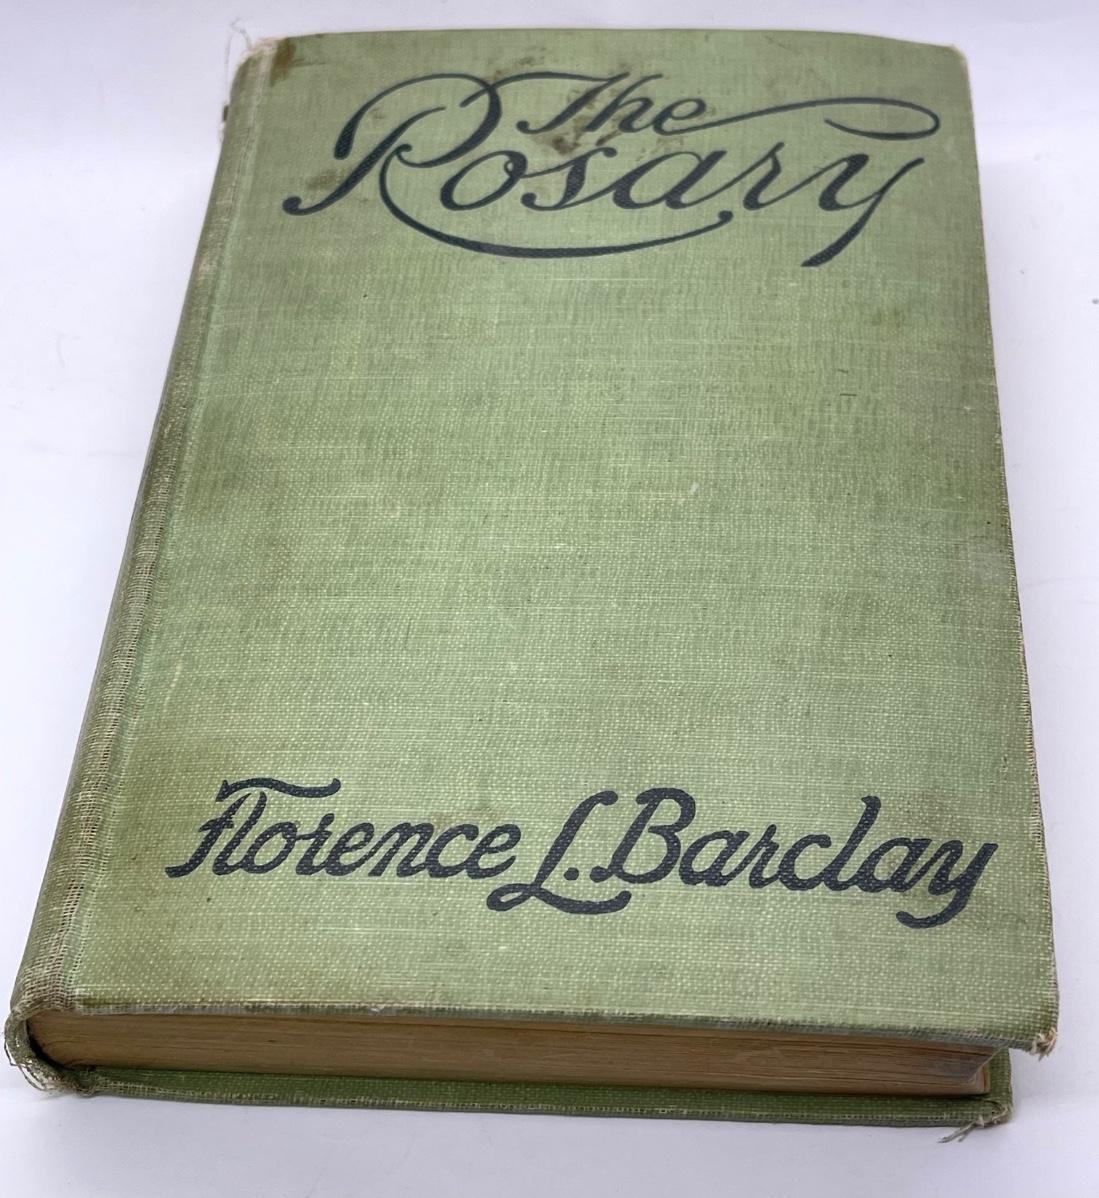 The
Rosary
Florence L. Barclay